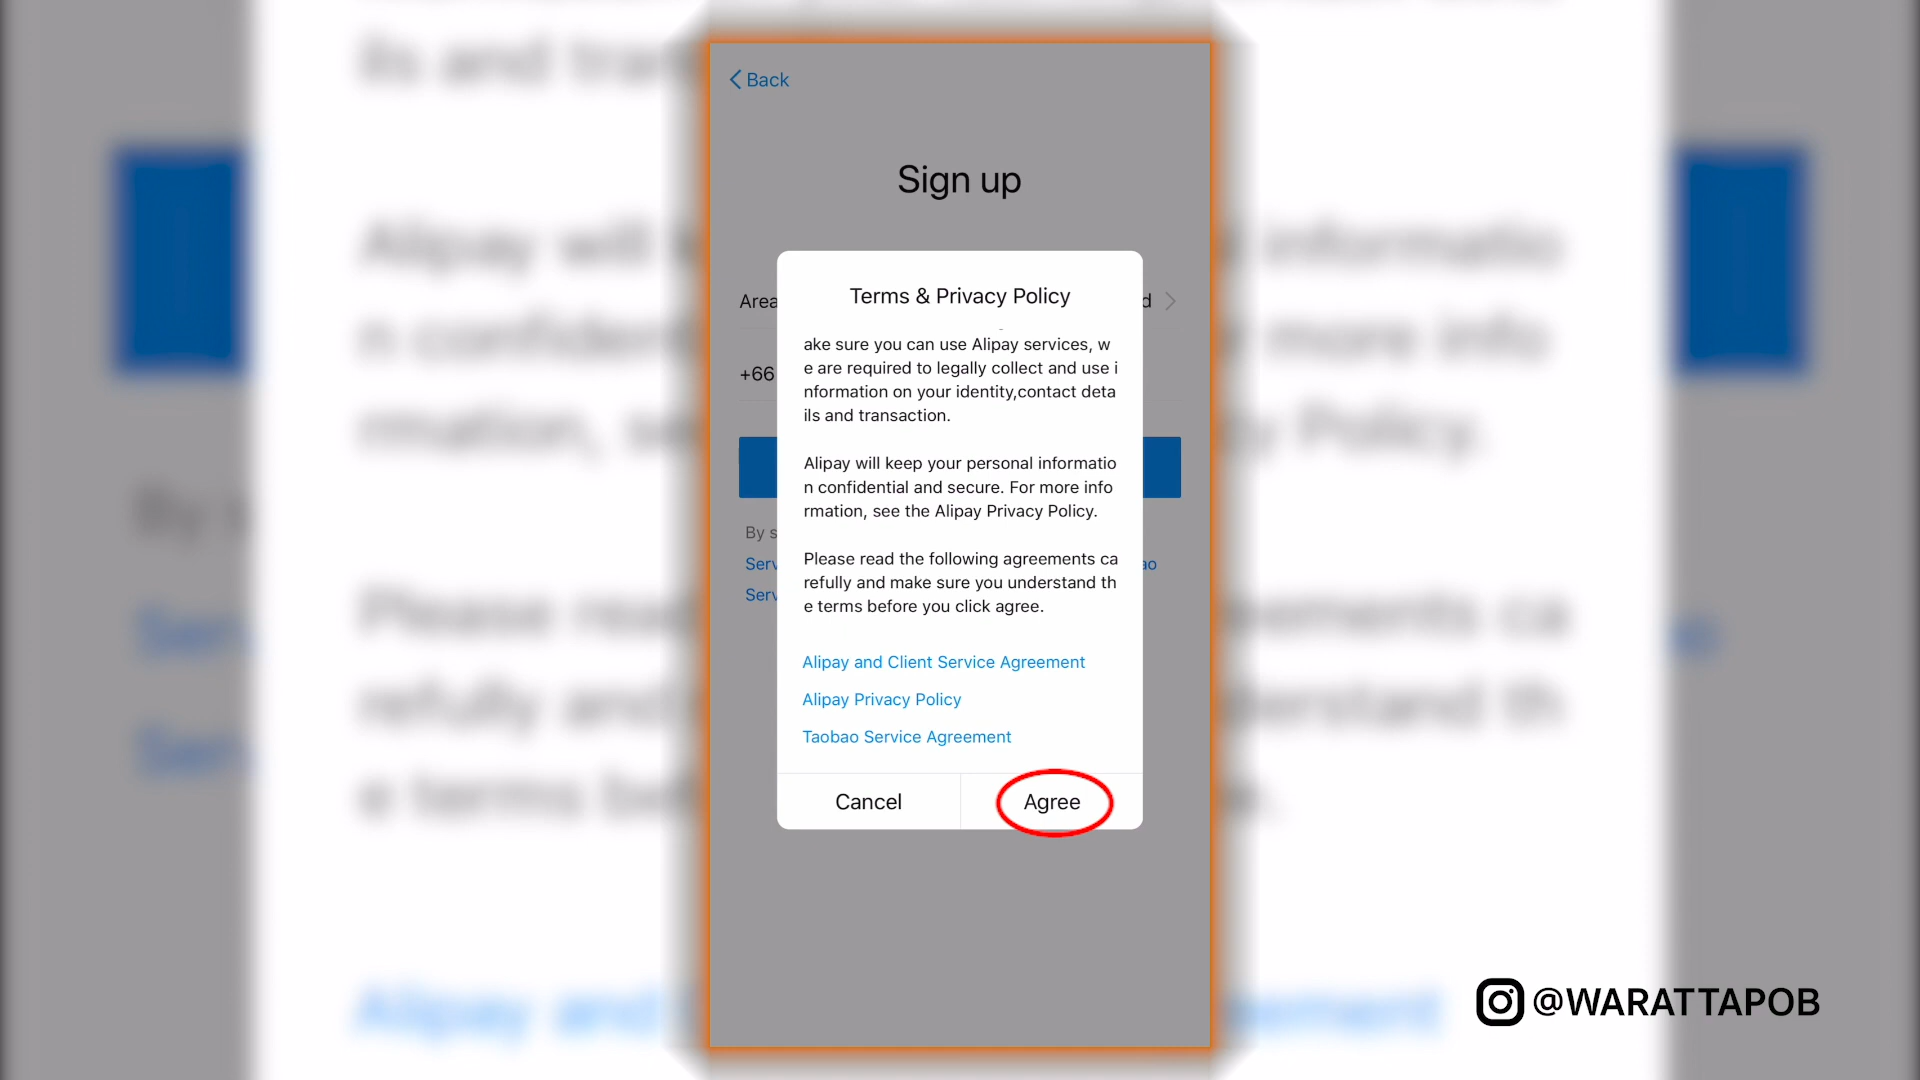 Back
Sign up
Area
d
+66
Terms & Privacy Policy
ake sure you can use Alipay services, w
e are required to legally collect and use i
nformation on your identity,contact deta
ils and transaction.
Alipay will keep your personal informatio
n confidential and secure. For more info
rmation, see the Alipay Privacy Policy.
By s
Please read the following agreements ca
refully and make sure you understand th
e terms before you click agree.
Serv
ao
Serv
Alipay and Client Service Agreement
Alipay Privacy Policy
Taobao Service Agreement
Cancel
Agree
@WARATTAPOB